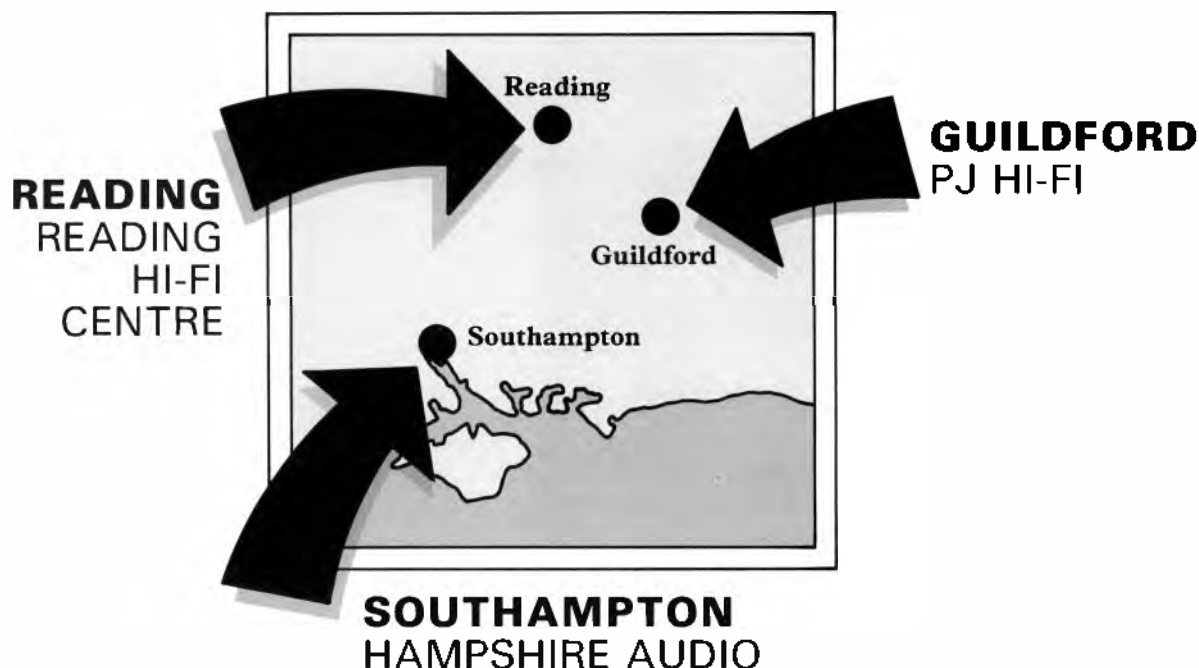 Reading
GUILDFORD
PJ HI-FI
READING
READING
HI-FI
CENTRE
Guildford
Southampton
SOUTHAMPTON
HAMPSHIRE AUDIO